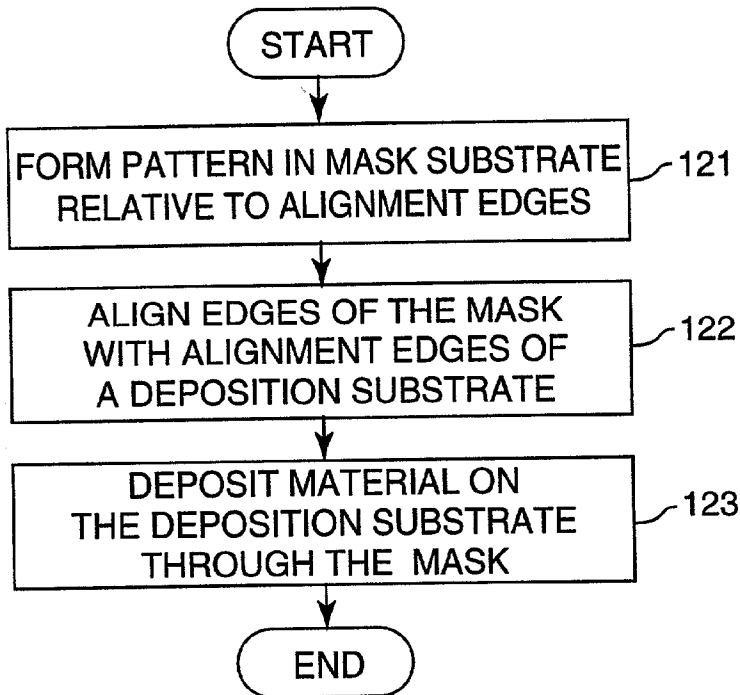 START
FORM PATTERN IN MASK SUBSTRATE
RELATIVE TO ALIGNMENT EDGES
121
ALIGN EDGES OF THE MASK
WITH ALIGNMENT EDGES OF
A DEPOSITION SUBSTRATE
122
DEPOSIT MATERIAL ON
THE DEPOSITION SUBSTRATE
THROUGH THE MASK
123
END